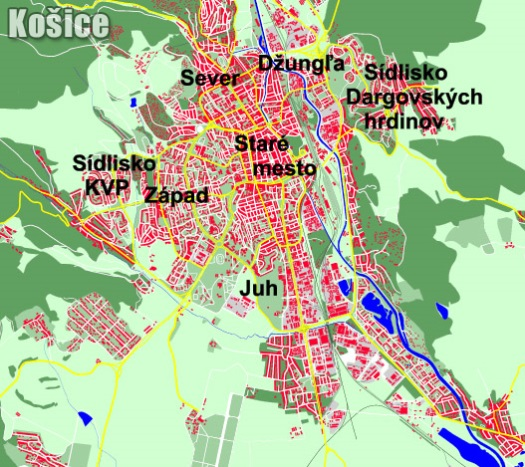 Košice
Džungľa
Sever
Sídlisko
Dargovských
hrdinov
Staré
mesto
Sídlisko
KVP
Západ
Juh